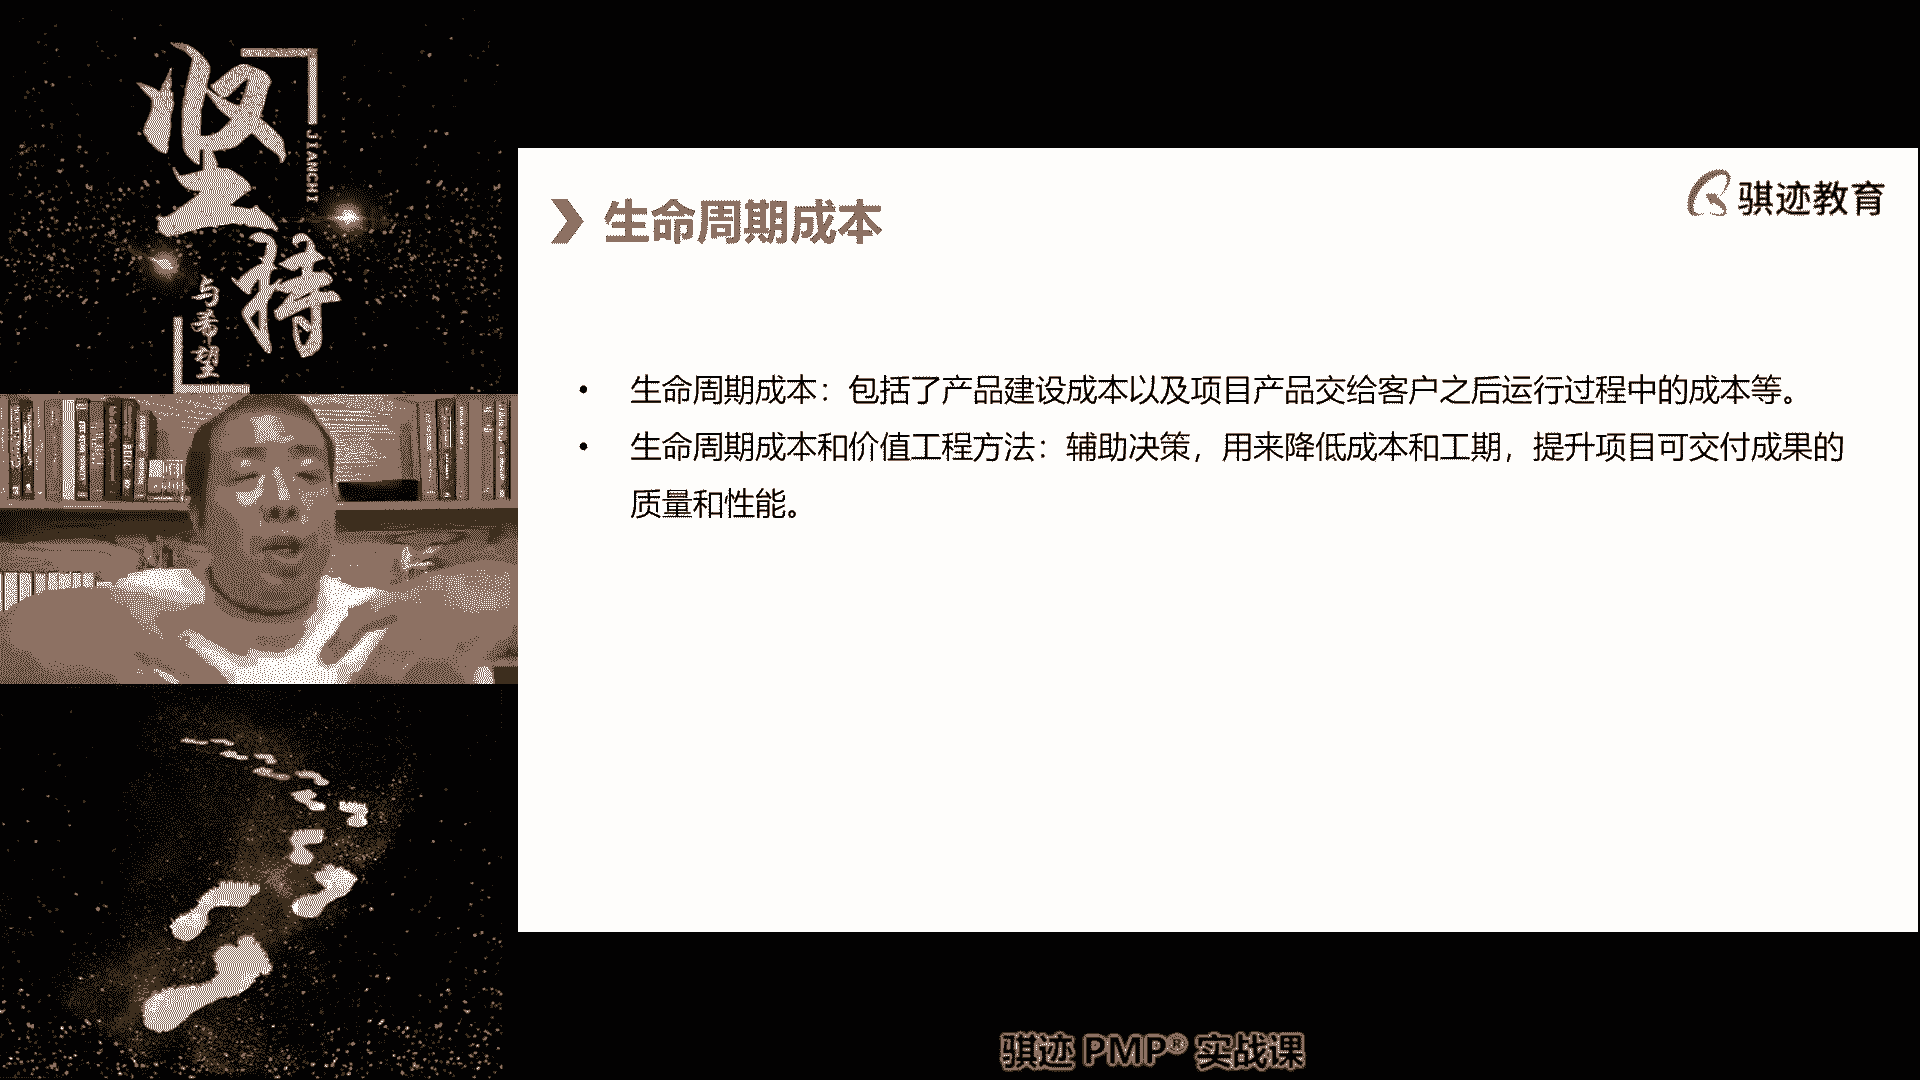 坚
持
JIANCHI
与
希
望
骐迹教育
生命周期成本
• 生命周期成本：包括了产品建设成本以及项目产品交给客户之后运行过程中的成本等。
• 生命周期成本和价值工程方法：辅助决策，用来降低成本和工期，提升项目可交付成果的
质量和性能。
骐迹 PMP® 实战课